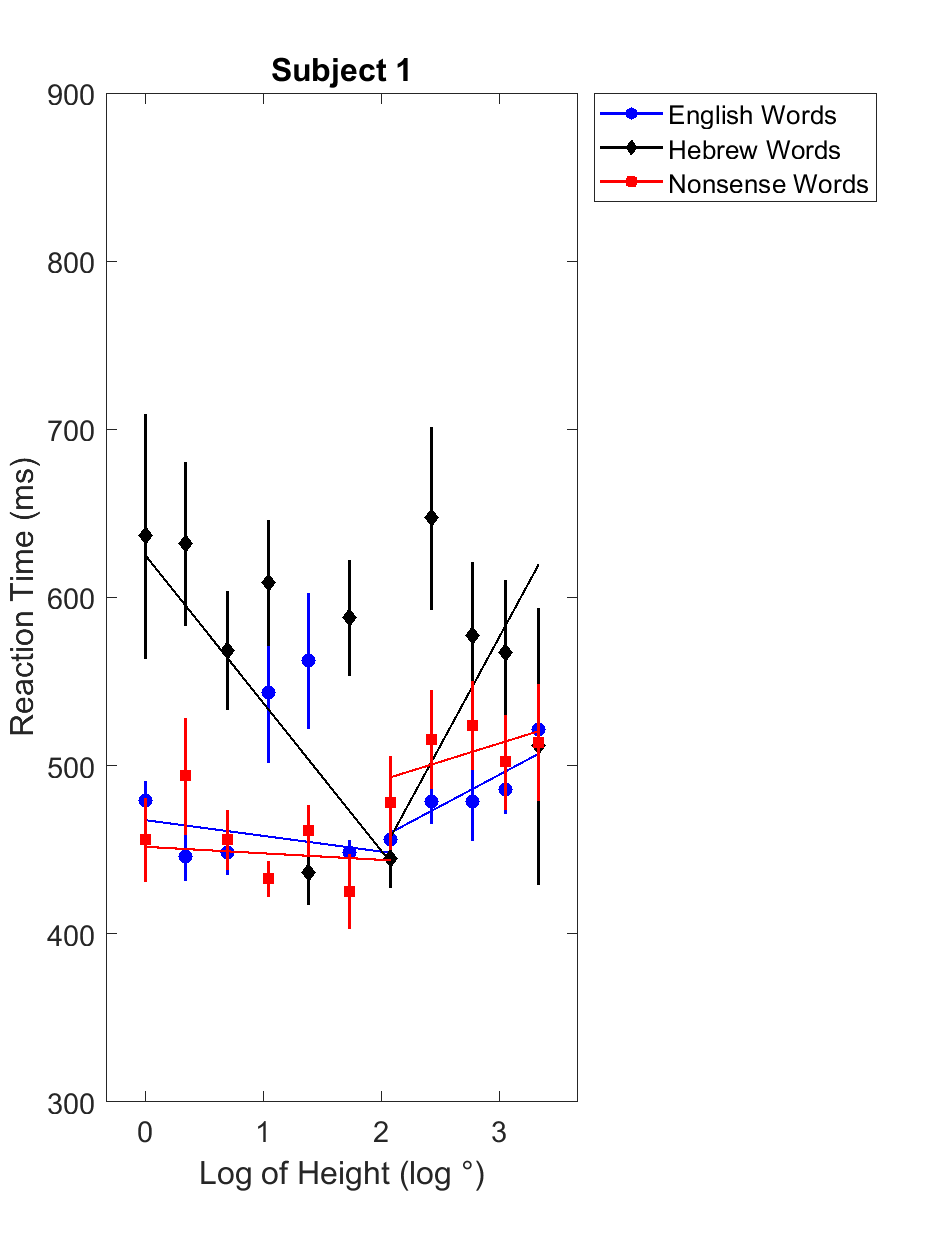 Subject 1
900
800
700
600
500
400
300
Reaction Time (ms)
0 1 2 3
Log of Height (log °)
English Words
Hebrew Words
Nonsense Words